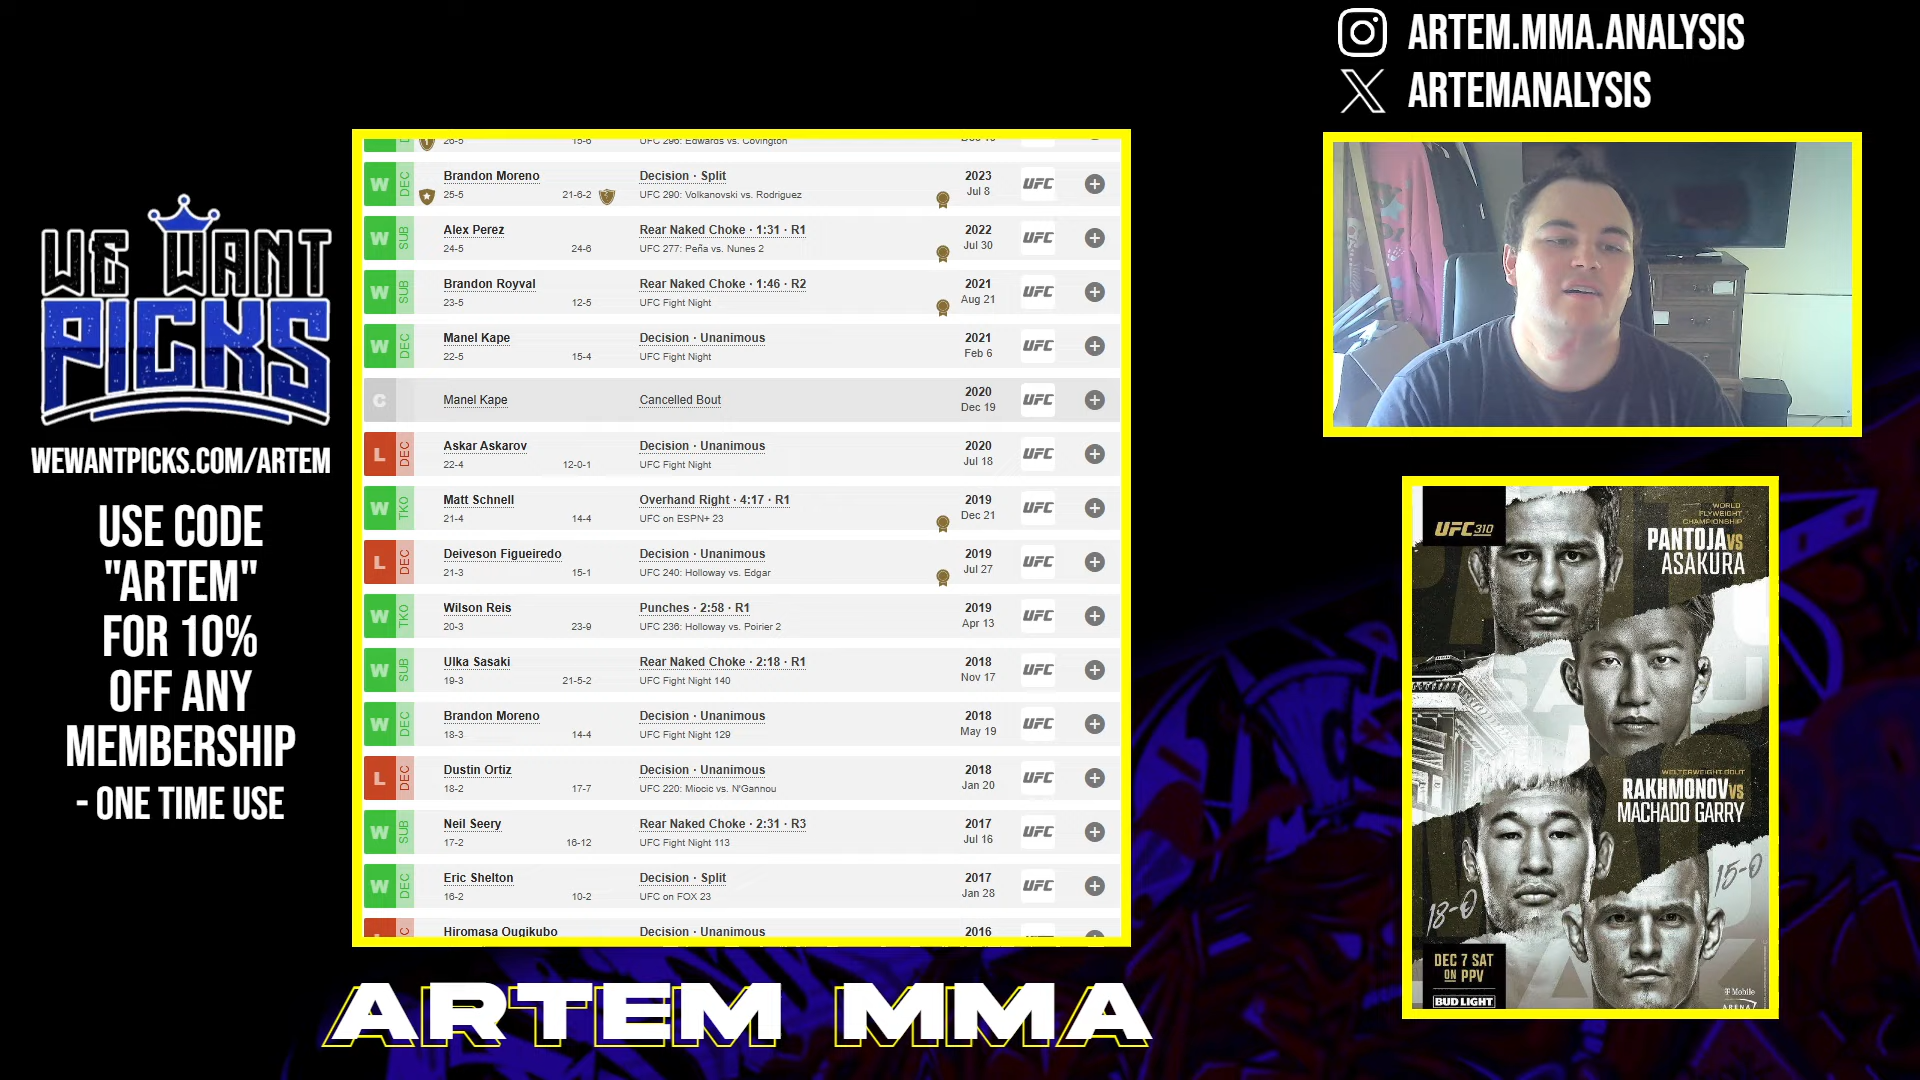 ARTEM.MMA.ANALYSIS
ARTEMANALYSIS
WE WANT
PICKS
WEWANTPICKS.COM/ARTEM
USE CODE
"ARTEM"
FOR 10%
OFF ANY
MEMBERSHIP
- ONE TIME USE
26-5 15-6 UFC 296: Edwards vs. Covington
W DEC Brandon Moreno Decision · Split 2023 UFC
25-5 21-6-2 UFC 290: Volkanovski vs. Rodriguez Jul 8
W SUB Alex Perez Rear Naked Choke · 1:31 · R1 2022 UFC
24-5 24-6 UFC 277: Peña vs. Nunes 2 Jul 30
W SUB Brandon Royval Rear Naked Choke · 1:46 · R2 2021 UFC
23-5 12-5 UFC Fight Night Aug 21
W DEC Manel Kape Decision · Unanimous 2021 UFC
22-5 15-4 UFC Fight Night Feb 6
C Manel Kape Cancelled Bout 2020 UFC
Dec 19
L DEC Askar Askarov Decision · Unanimous 2020 UFC
22-4 12-0-1 UFC Fight Night Jul 18
W TKO Matt Schnell Overhand Right · 4:17 · R1 2019 UFC
21-4 14-4 UFC on ESPN+ 23 Dec 21
L DEC Deiveson Figueiredo Decision · Unanimous 2019 UFC
21-3 15-1 UFC 240: Holloway vs. Edgar Jul 27
W TKO Wilson Reis Punches · 2:58 · R1 2019 UFC
20-3 23-9 UFC 236: Holloway vs. Poirier 2 Apr 13
W SUB Ulka Sasaki Rear Naked Choke · 2:18 · R1 2018 UFC
19-3 21-5-2 UFC Fight Night 140 Nov 17
W DEC Brandon Moreno Decision · Unanimous 2018 UFC
18-3 14-4 UFC Fight Night 129 May 19
L DEC Dustin Ortiz Decision · Unanimous 2018 UFC
18-2 17-7 UFC 220: Miocic vs. N'Gannou Jan 20
W SUB Neil Seery Rear Naked Choke · 2:31 · R3 2017 UFC
17-2 16-12 UFC Fight Night 113 Jul 16
W DEC Eric Shelton Decision · Split 2017 UFC
16-2 10-2 UFC on FOX 23 Jan 28
Hiromasa Ougikubo Decision · Unanimous 2016
UFC 310
WORLD
FLYWEIGHT
CHAMPIONSHIP
PANTOJA VS
ASAKURA
WELTERWEIGHT BOUT
RAKHMONOV VS
MACHADO GARRY
15-0
18-0
DEC 7 SAT
ON PPV
BUD LIGHT
T Mobile
ARENA
ARTEM MMA